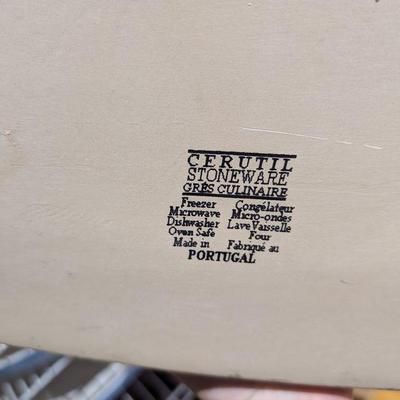 CERUTIL
STONEWARE
GRÈS CULINAIRE
Freezer Congélateur
Microwave Micro-ondes
Dishwasher Lave Vaisselle
Oven Safe Four
Made in Fabriqué au
PORTUGAL